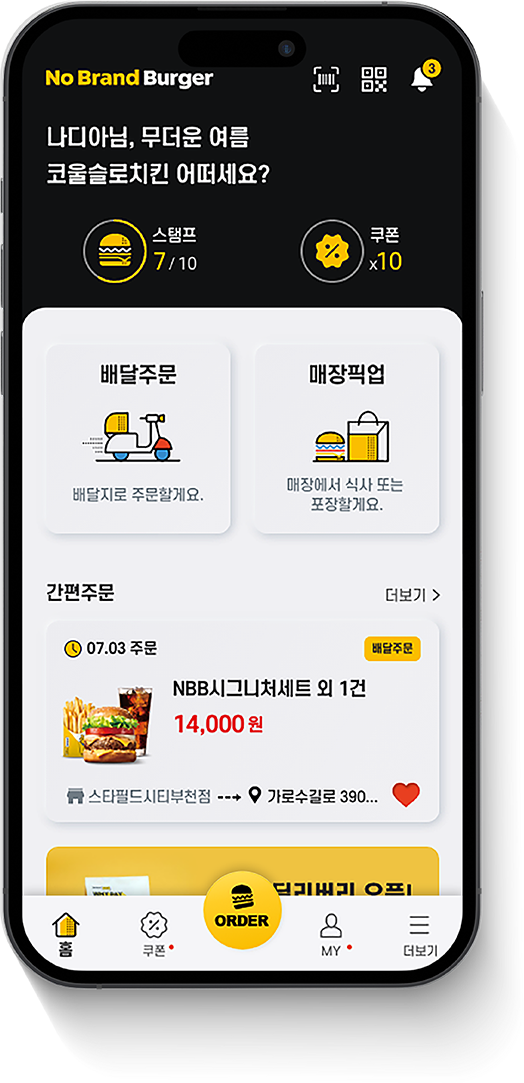 No Brand Burger
3
나디아님, 무더운 여름
코울슬로치킨 어떠세요?
스탬프
7 / 10
쿠폰
x10
배달주문
배달지로 주문할게요.
매장픽업
매장에서 식사 또는
포장할게요.
간편주문
더보기 >
07.03 주문
배달주문
NBB시그니처세트 외 1건
14,000 원
스타필드시티부천점 --→ 가로수길로 390...
딜리버리 오픈!
ORDER
홈
쿠폰
MY
더보기